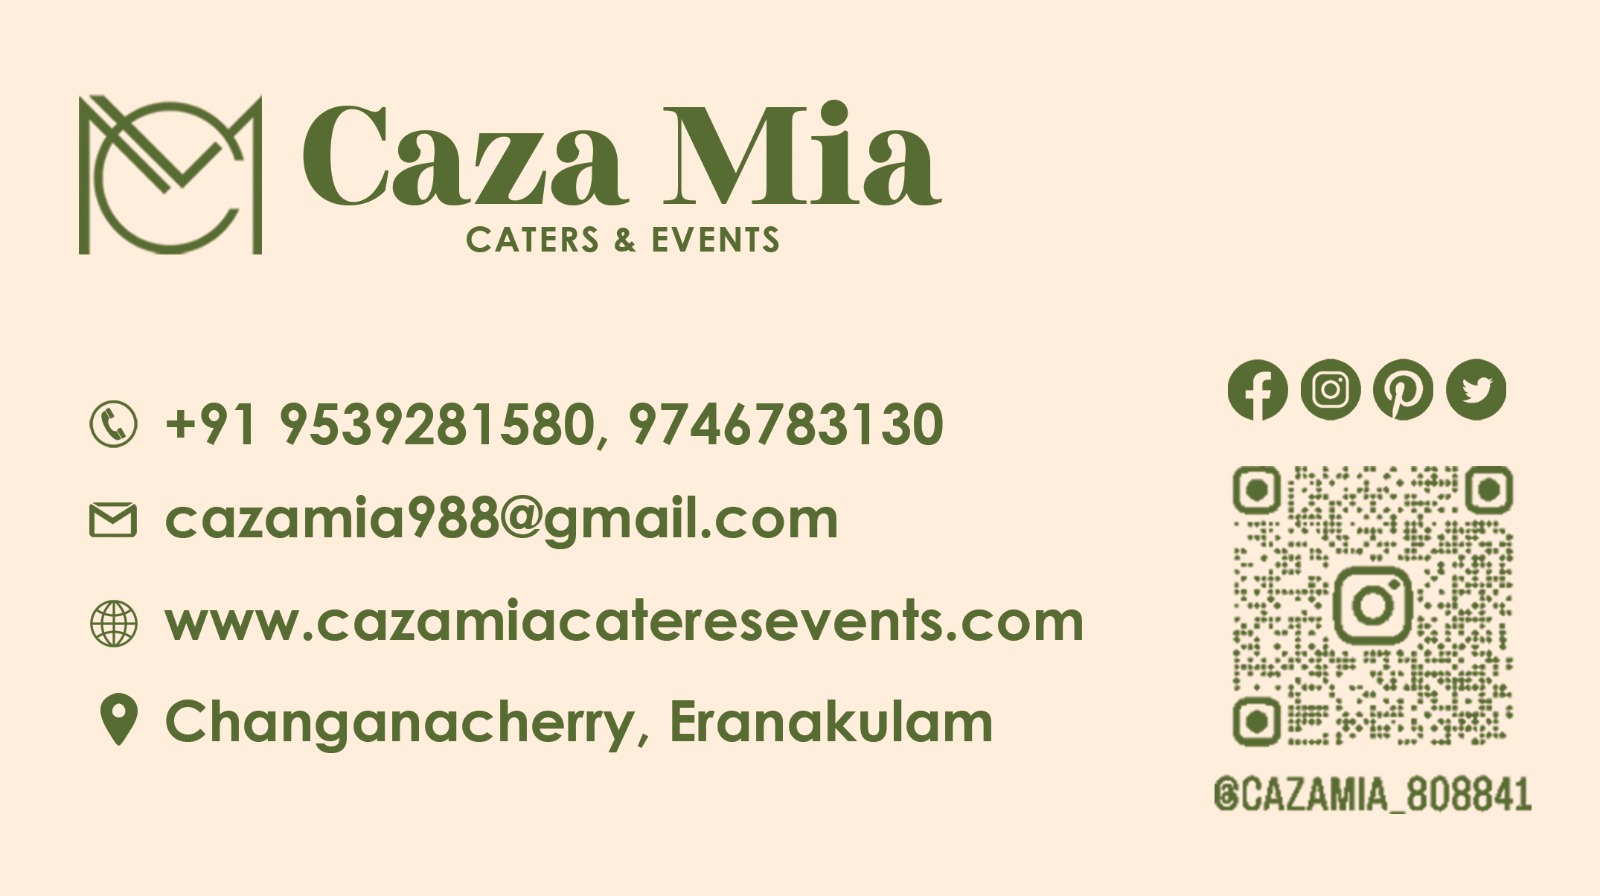 Caza Mia
CATERS & EVENTS
+91 9539281580, 9746783130
cazamia988@gmail.com
www.cazamiacateresevents.com
Changanacherry, Eranakulam
@CAZAMIA_808841